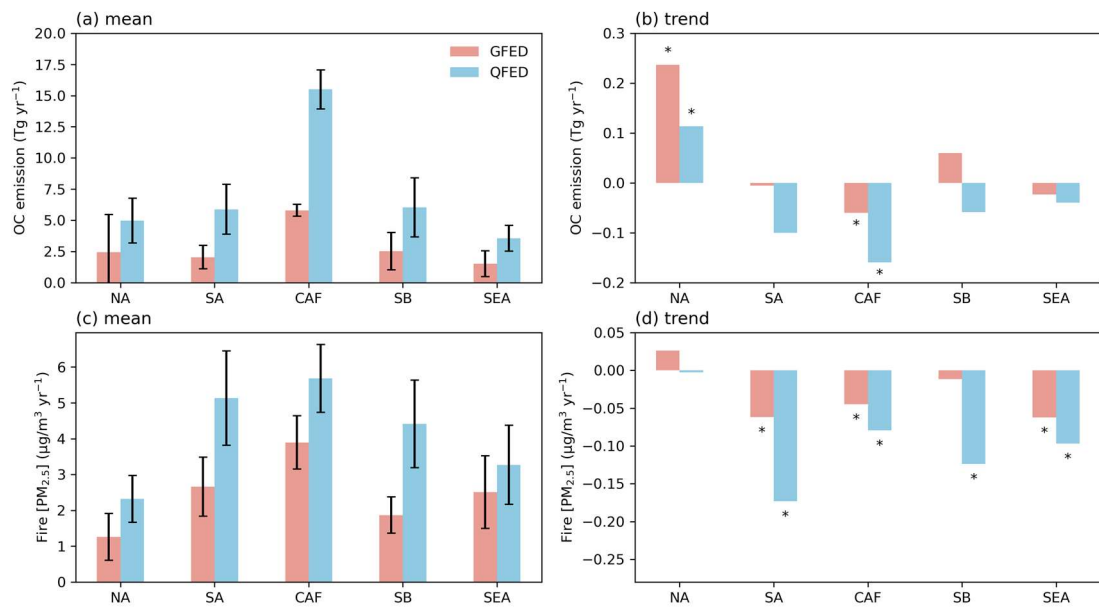 (a) mean
OC emission (Tg yr⁻¹)
20.0
17.5
15.0
12.5
10.0
7.5
5.0
2.5
0.0
GFED
QFED
NA SA CAF SB SEA
(b) trend
OC emission (Tg yr⁻¹)
0.3
0.2
0.1
0.0
−0.1
−0.2
* * * *
NA SA CAF SB SEA
(c) mean
Fire [PM₂.₅] (µg/m³ yr⁻¹)
6
5
4
3
2
1
0
NA SA CAF SB SEA
(d) trend
Fire [PM₂.₅] (µg/m³ yr⁻¹)
0.05
0.00
−0.05
−0.10
−0.15
−0.20
−0.25
* * * * * * *
NA SA CAF SB SEA